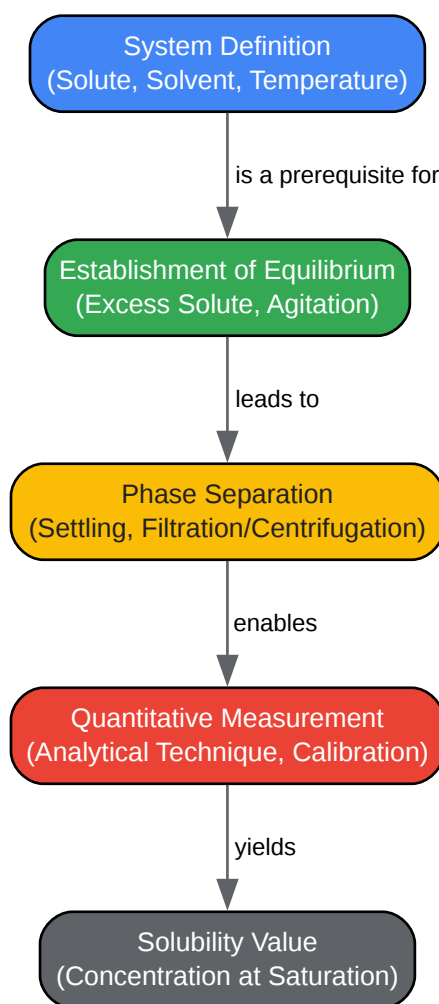 System Definition
(Solute, Solvent, Temperature)
is a prerequisite for
Establishment of Equilibrium
(Excess Solute, Agitation)
leads to
Phase Separation
(Settling, Filtration/Centrifugation)
enables
Quantitative Measurement
(Analytical Technique, Calibration)
yields
Solubility Value
(Concentration at Saturation)